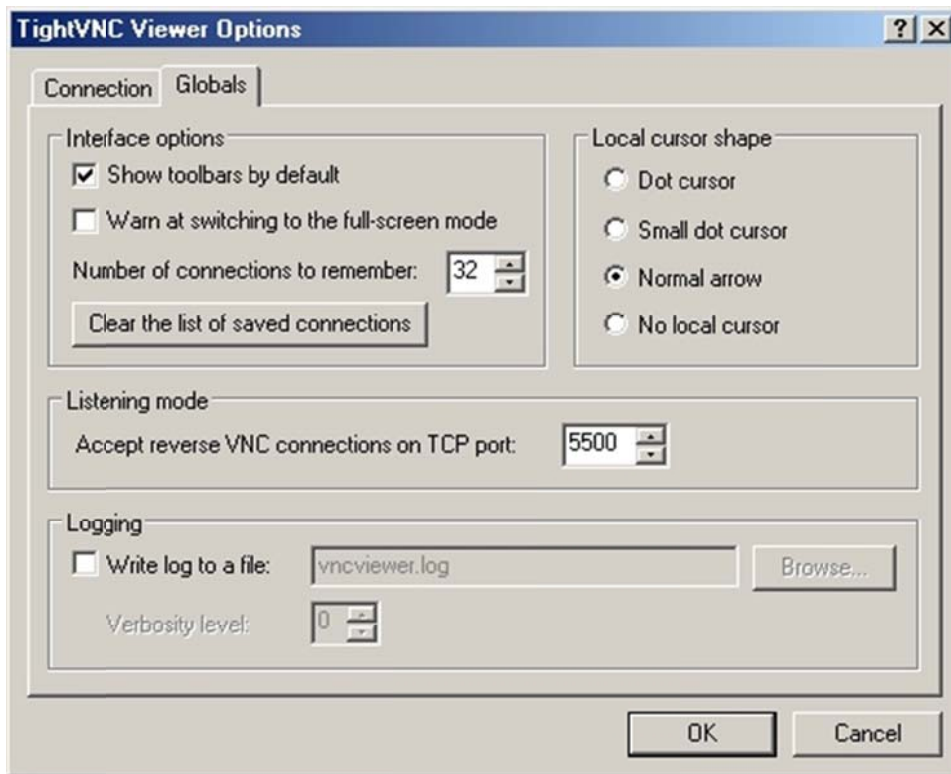 TightVNC Viewer Options
Connection
Globals
Interface options
Show toolbars by default
Warn at switching to the full-screen mode
Number of connections to remember: 32
Clear the list of saved connections
Local cursor shape
Dot cursor
Small dot cursor
Normal arrow
No local cursor
Listening mode
Accept reverse VNC connections on TCP port: 5500
Logging
Write log to a file: vncviewer.log Browse...
Verbosity level: 0
OK
Cancel